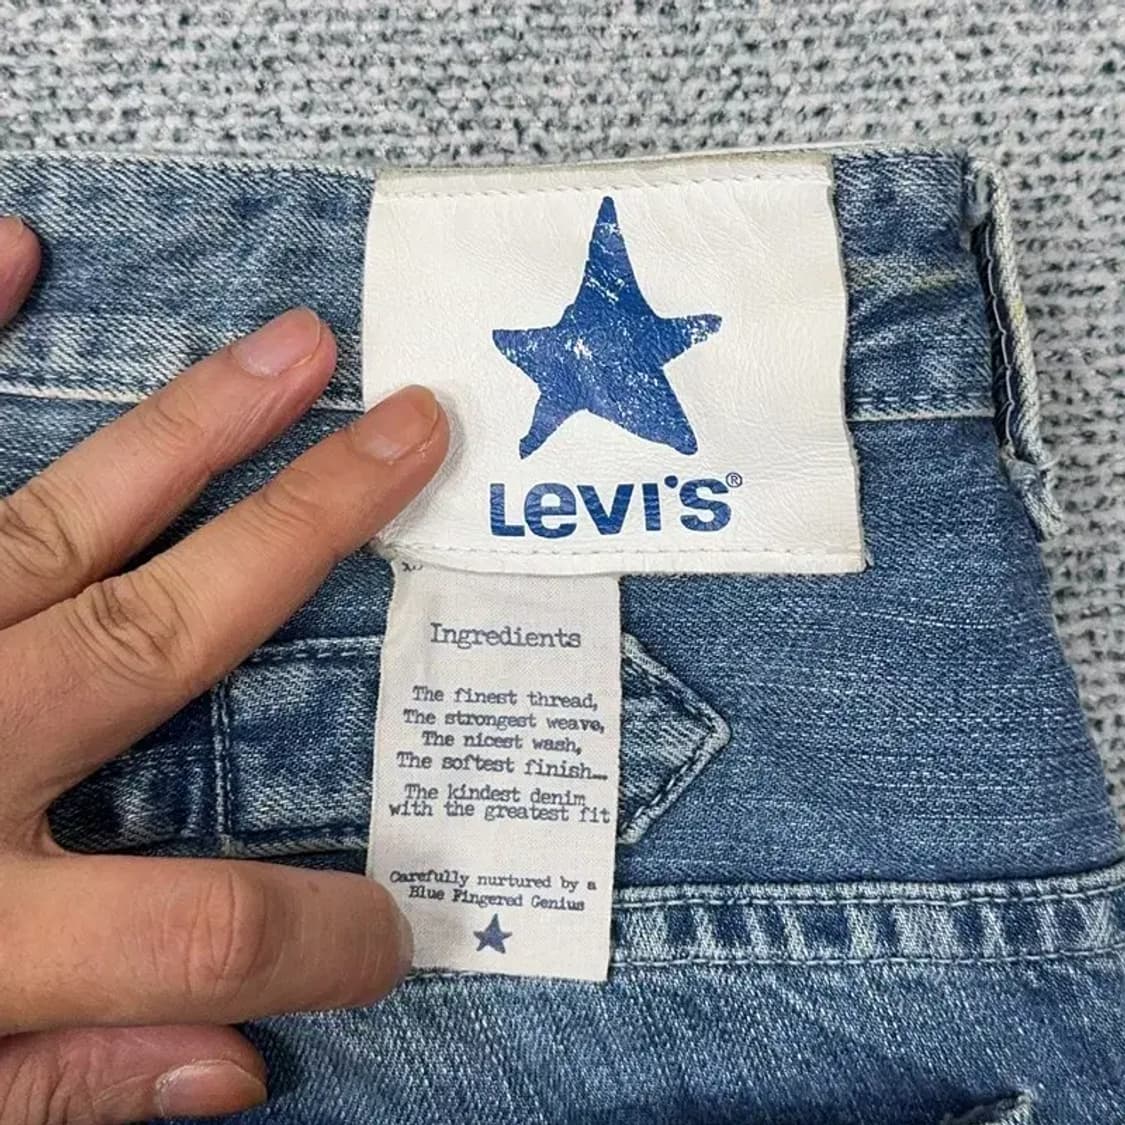 Levi's®
Ingredients
The finest thread,
The strongest weave,
The nicest wash,
The softest finish...
The kindest denim
with the greatest fit
Carefully nurtured by a
Blue Fingered Genius